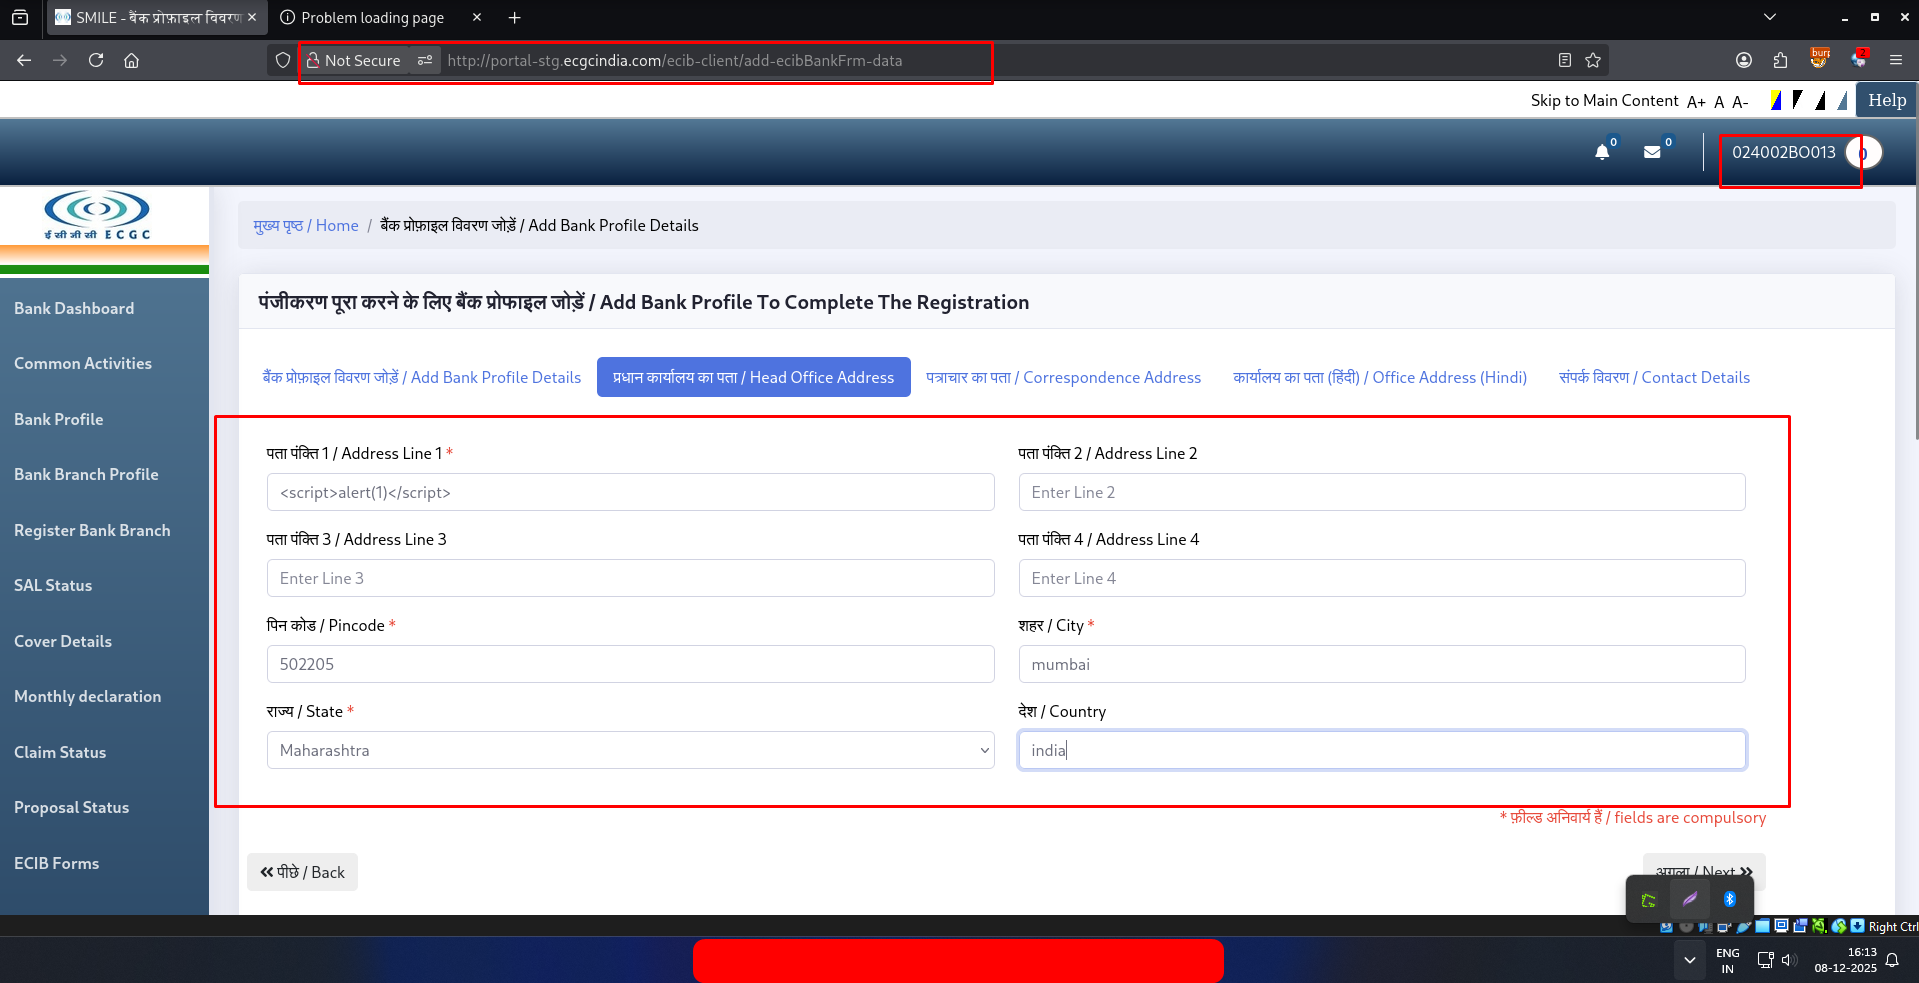 SMILE - बैंक प्रोफ़ाइल विवरण
Problem loading page
Not Secure
http://portal-stg.ecgcindia.com/ecib-client/add-ecibBankFrm-data
2
Skip to Main Content A+ A A-
Help
0
0
024002BO013
0
ई सी जी सी E C G C
मुख्य पृष्ठ / Home / बैंक प्रोफ़ाइल विवरण जोड़ें / Add Bank Profile Details
पंजीकरण पूरा करने के लिए बैंक प्रोफाइल जोड़ें / Add Bank Profile To Complete The Registration
Bank Dashboard
Common Activities
Bank Profile
Bank Branch Profile
Register Bank Branch
SAL Status
Cover Details
Monthly declaration
Claim Status
Proposal Status
ECIB Forms
बैंक प्रोफ़ाइल विवरण जोड़ें / Add Bank Profile Details
प्रधान कार्यालय का पता / Head Office Address
पत्राचार का पता / Correspondence Address
कार्यालय का पता (हिंदी) / Office Address (Hindi)
संपर्क विवरण / Contact Details
पता पंक्ति 1 / Address Line 1 *
पता पंक्ति 2 / Address Line 2
<script>alert(1)</script>
Enter Line 2
पता पंक्ति 3 / Address Line 3
पता पंक्ति 4 / Address Line 4
Enter Line 3
Enter Line 4
पिन कोड / Pincode *
शहर / City *
502205
mumbai
राज्य / State *
देश / Country
Maharashtra
india
* फ़ील्ड अनिवार्य हैं / fields are compulsory
पीछे / Back
अगला / Next
Right Ctrl
ENG
IN
16:13
08-12-2025